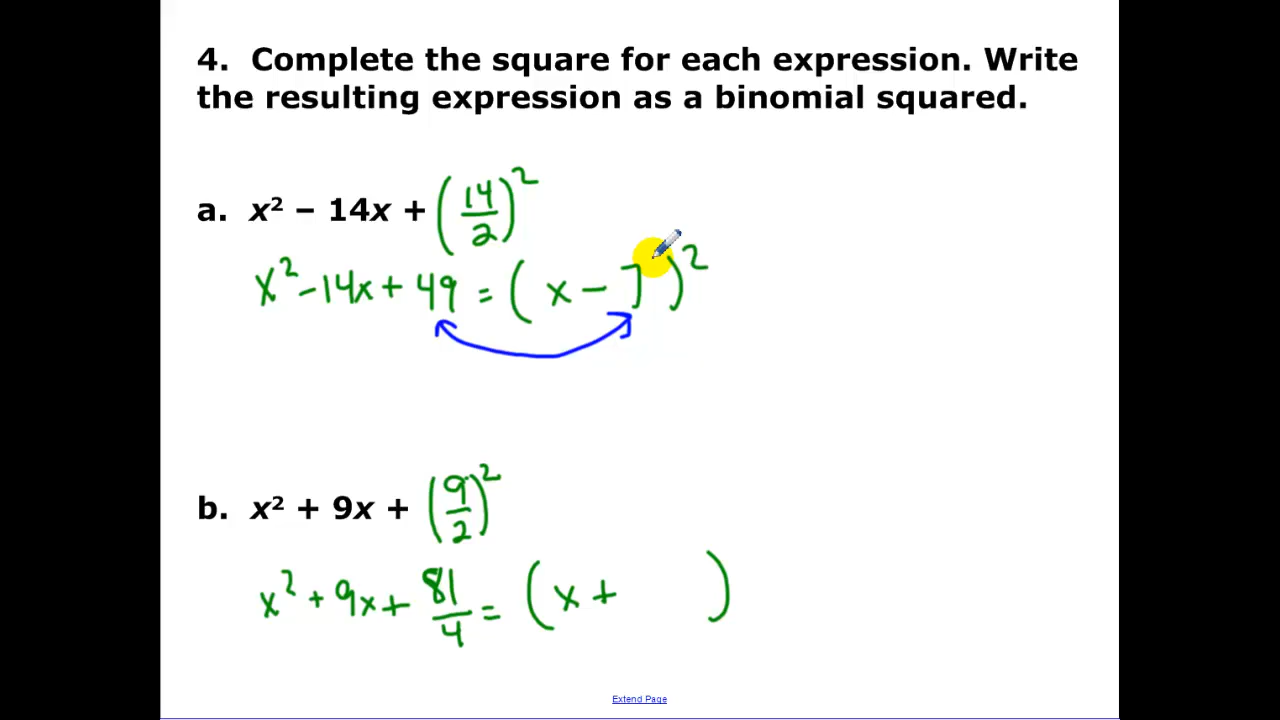 4. Complete the square for each expression. Write
the resulting expression as a binomial squared.
a. x² – 14x + (14/2)²
x² - 14x + 49 = (x - 7)²
b. x² + 9x + (9/2)²
x² + 9x + 81/4 = (x + )
Extend Page